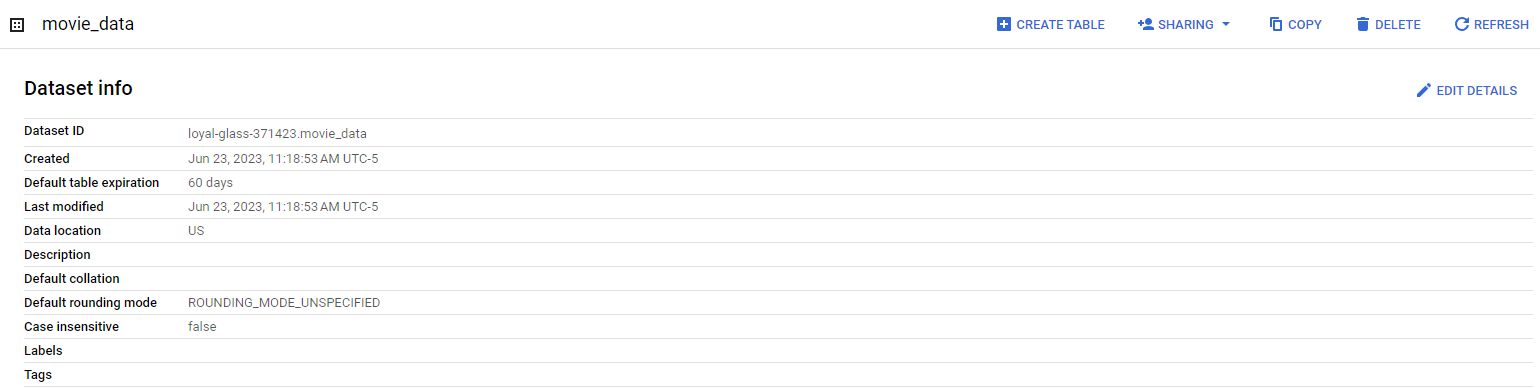 movie_data CREATE TABLE SHARING COPY DELETE REFRESH
Dataset info EDIT DETAILS
Dataset ID loyal-glass-371423.movie_data
Created Jun 23, 2023, 11:18:53 AM UTC-5
Default table expiration 60 days
Last modified Jun 23, 2023, 11:18:53 AM UTC-5
Data location US
Description
Default collation
Default rounding mode ROUNDING_MODE_UNSPECIFIED
Case insensitive false
Labels
Tags